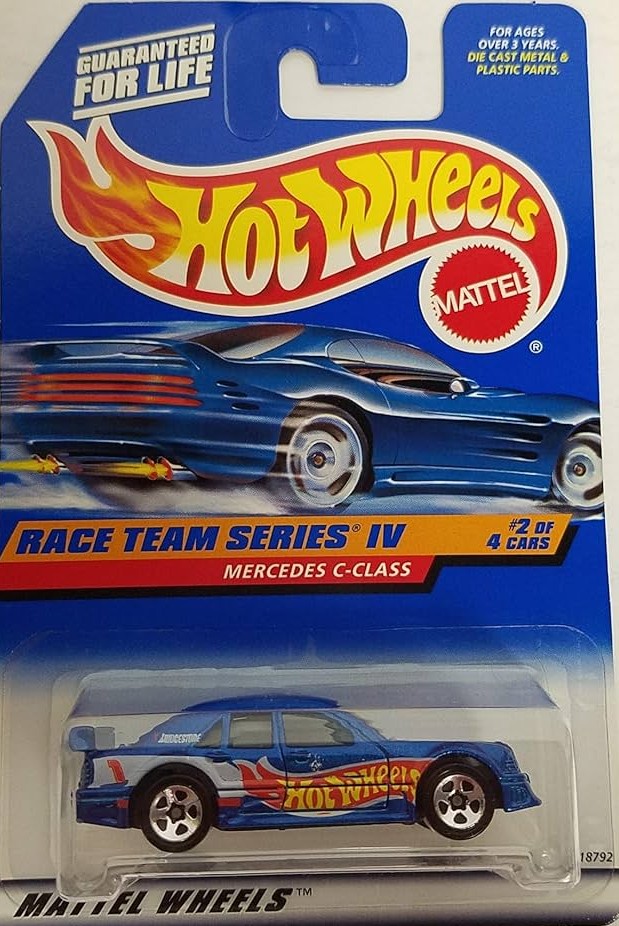 GUARANTEED
FOR LIFE
FOR AGES
OVER 3 YEARS.
DIE CAST METAL &
PLASTIC PARTS.
HOT WHEELS
MATTEL
®
RACE TEAM SERIES® IV
#2 OF
4 CARS
MERCEDES C-CLASS
BRIDGESTONE
1
HOT WHEELS
18792
MATTEL WHEELS™